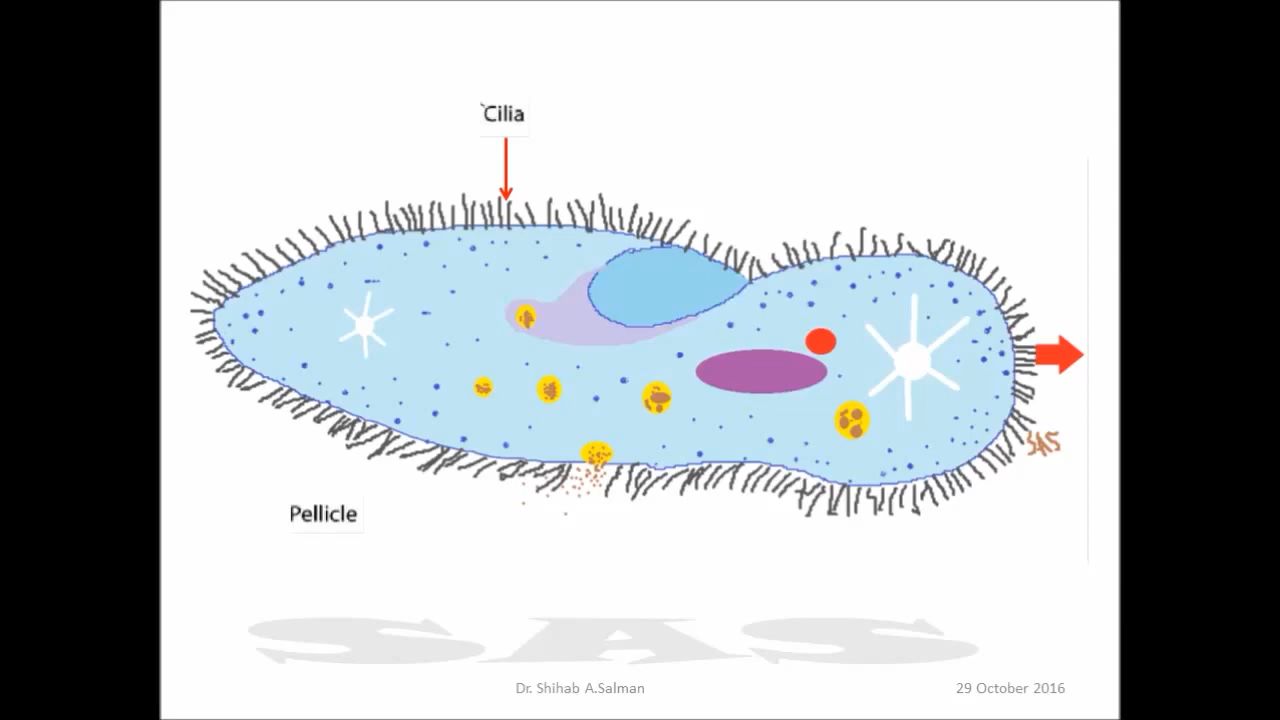 Cilia
SAS
Pellicle
SAS
Dr. Shihab A.Salman
29 October 2016